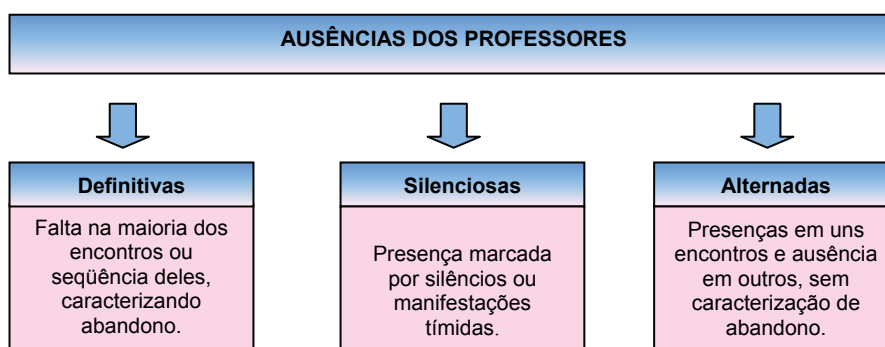 AUSÊNCIAS DOS PROFESSORES
Definitivas
Falta na maioria dos
encontros ou
seqüência deles,
caracterizando
abandono.
Silenciosas
Presença marcada
por silêncios ou
manifestações
tímidas.
Alternadas
Presenças em uns
encontros e ausência
em outros, sem
caracterização de
abandono.